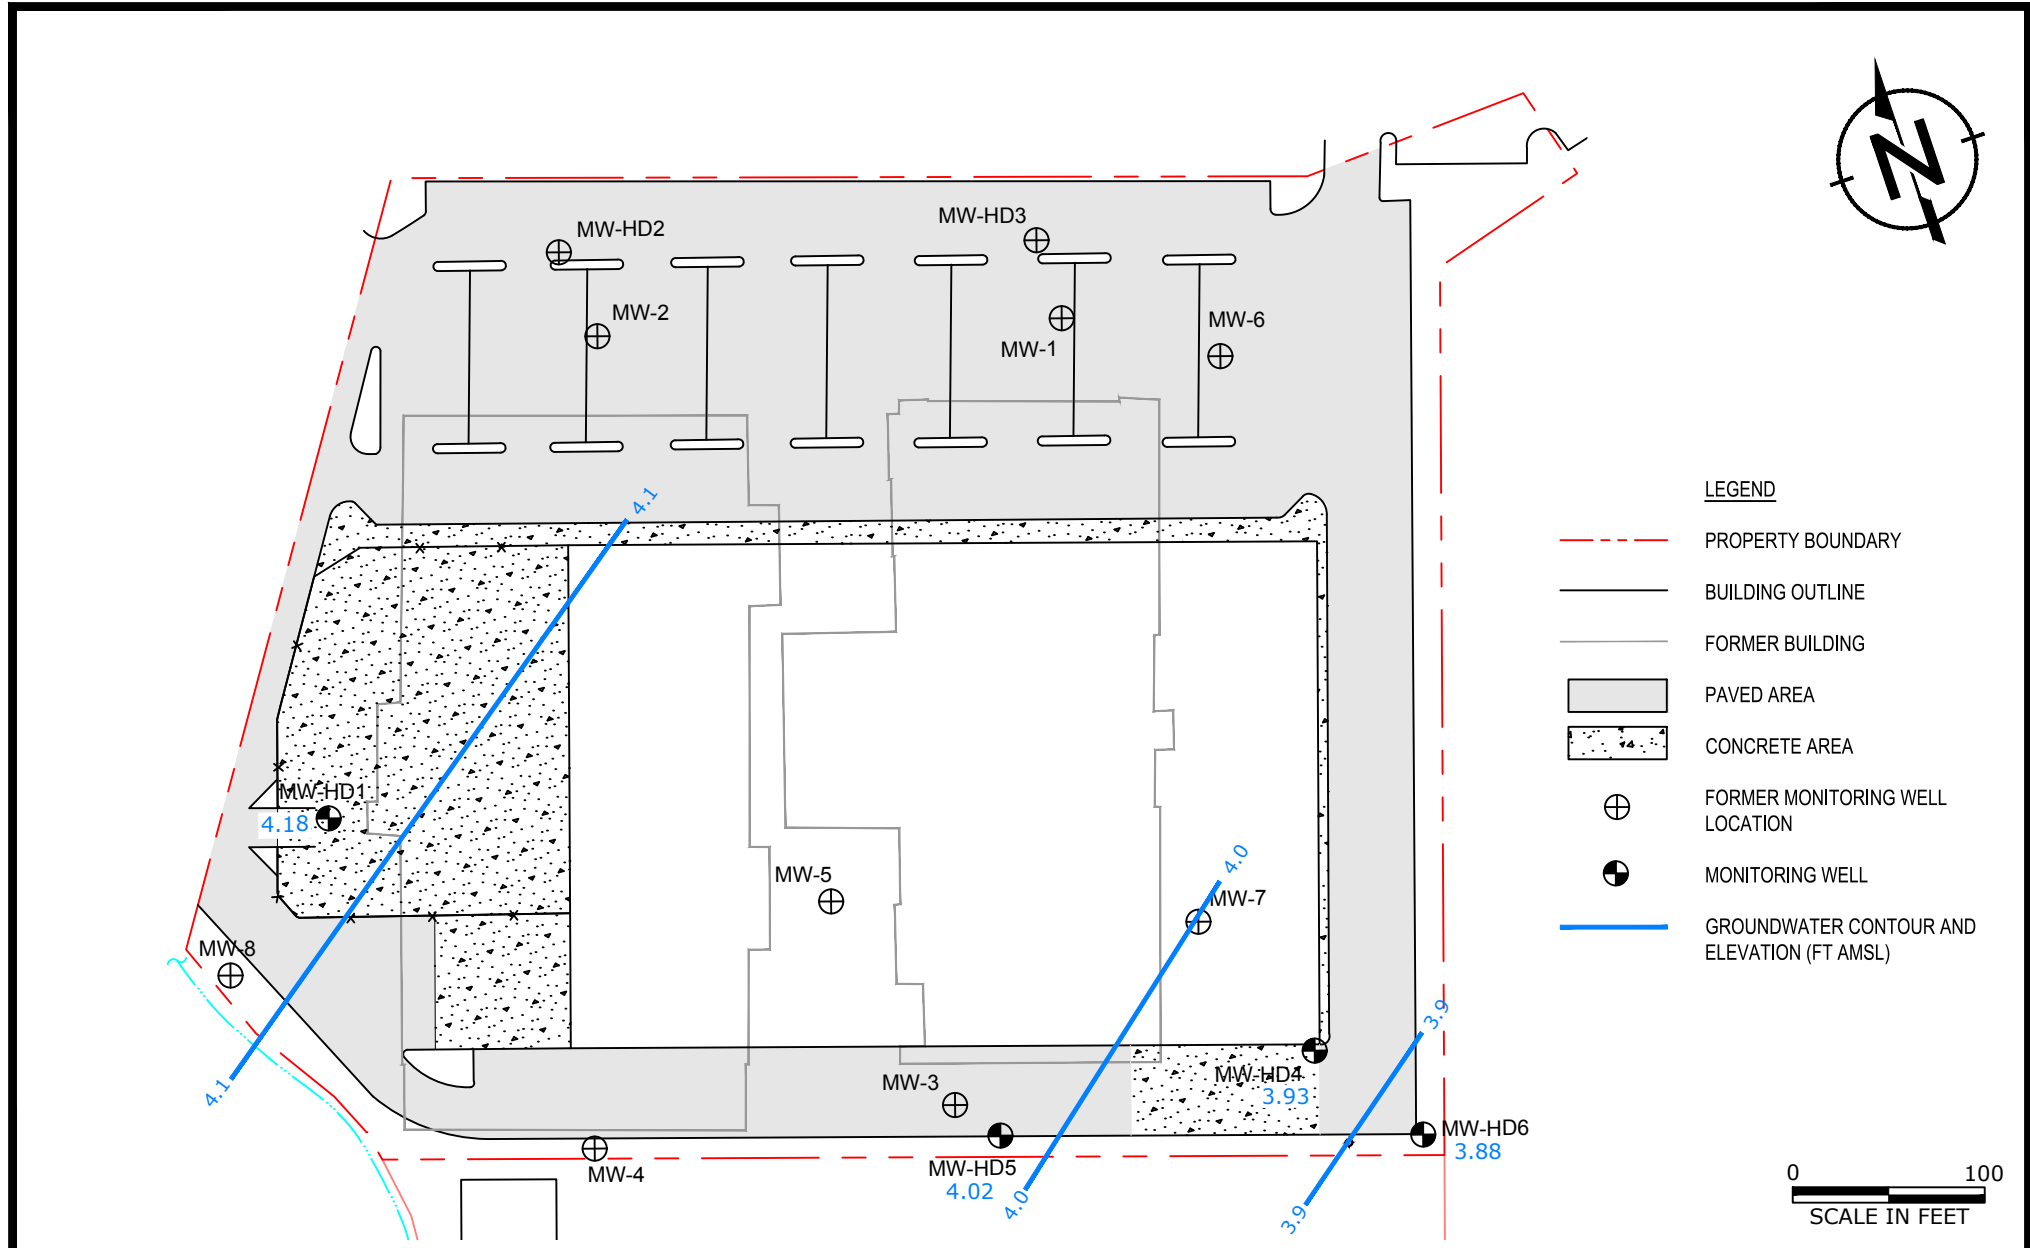 N
MW-HD2
MW-HD3
MW-2
MW-1
MW-6
4.1
LEGEND
PROPERTY BOUNDARY
BUILDING OUTLINE
FORMER BUILDING
PAVED AREA
CONCRETE AREA
FORMER MONITORING WELL
LOCATION
MONITORING WELL
GROUNDWATER CONTOUR AND
ELEVATION (FT AMSL)
MW-HD1
4.18
4.0
MW-5
MW-7
MW-8
3.9
4.1
MW-3
MW-HD4
3.93
MW-HD6
3.88
MW-4
MW-HD5
4.02
4.0
3.9
0 100
SCALE IN FEET